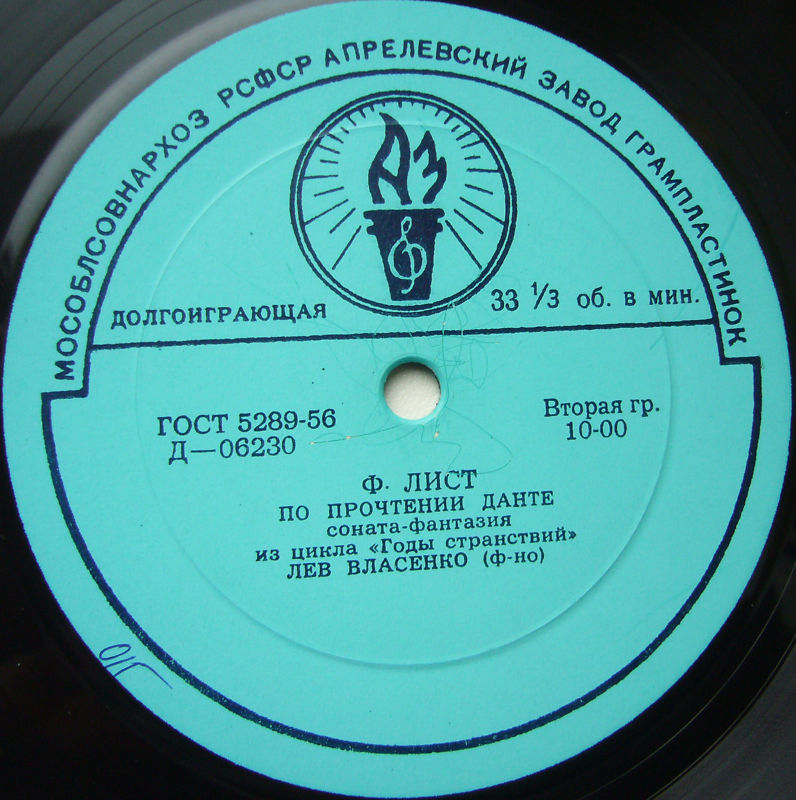 МОСОБЛСОВНАРХОЗ РСФСР АПРЕЛЕВСКИЙ ЗАВОД ГРАМПЛАСТИНОК
АЗ
ДОЛГОИГРАЮЩАЯ
33 ⅓ об. в мин.
ГОСТ 5289-56
Д—06230
Вторая гр.
10-00
Ф. ЛИСТ
ПО ПРОЧТЕНИИ ДАНТЕ
соната-фантазия
из цикла «Годы странствий»
ЛЕВ ВЛАСЕНКО (ф-но)